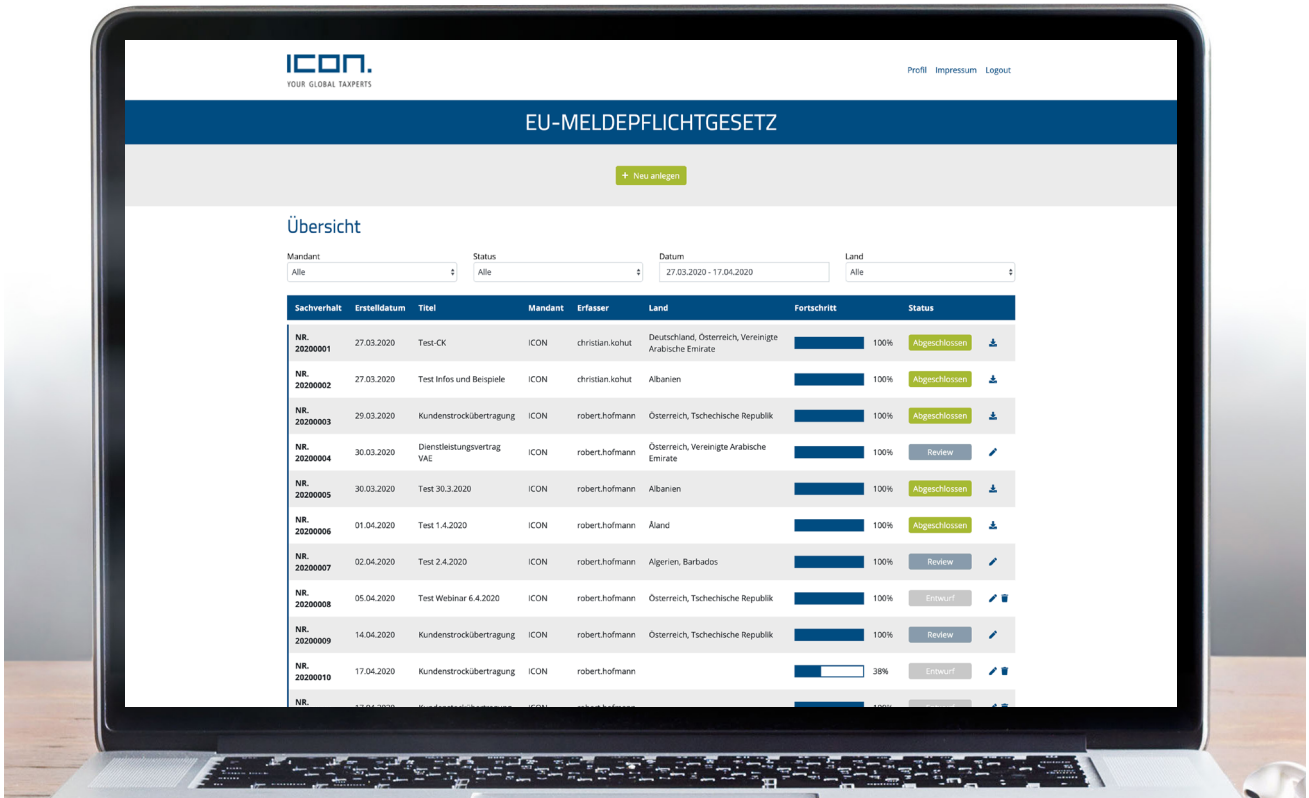 ICON.
YOUR GLOBAL TAXPERTS
Profil Impressum Logout
EU-MELDEPFLICHTGESETZ
+ Neu anlegen
Übersicht
Mandant Status Datum Land
Alle Alle 27.03.2020 - 17.04.2020 Alle
Sachverhalt Erstelldatum Titel Mandant Erfasser Land Fortschritt Status
NR. 20200001 27.03.2020 Test-CK ICON christian.kohut Deutschland, Österreich, Vereinigte Arabische Emirate 100% Abgeschlossen
NR. 20200002 27.03.2020 Test Infos und Beispiele ICON christian.kohut Albanien 100% Abgeschlossen
NR. 20200003 29.03.2020 Kundenstrockübertragung ICON robert.hofmann Österreich, Tschechische Republik 100% Abgeschlossen
NR. 20200004 30.03.2020 Dienstleistungsvertrag VAE ICON robert.hofmann Österreich, Vereinigte Arabische Emirate 100% Review
NR. 20200005 30.03.2020 Test 30.3.2020 ICON robert.hofmann Albanien 100% Abgeschlossen
NR. 20200006 01.04.2020 Test 1.4.2020 ICON robert.hofmann Åland 100% Abgeschlossen
NR. 20200007 02.04.2020 Test 2.4.2020 ICON robert.hofmann Algerien, Barbados 100% Review
NR. 20200008 05.04.2020 Test Webinar 6.4.2020 ICON robert.hofmann Österreich, Tschechische Republik 100% Entwurf
NR. 20200009 14.04.2020 Kundenstrockübertragung ICON robert.hofmann Österreich, Tschechische Republik 100% Review
NR. 20200010 17.04.2020 Kundenstrockübertragung ICON robert.hofmann 38% Entwurf
NR.